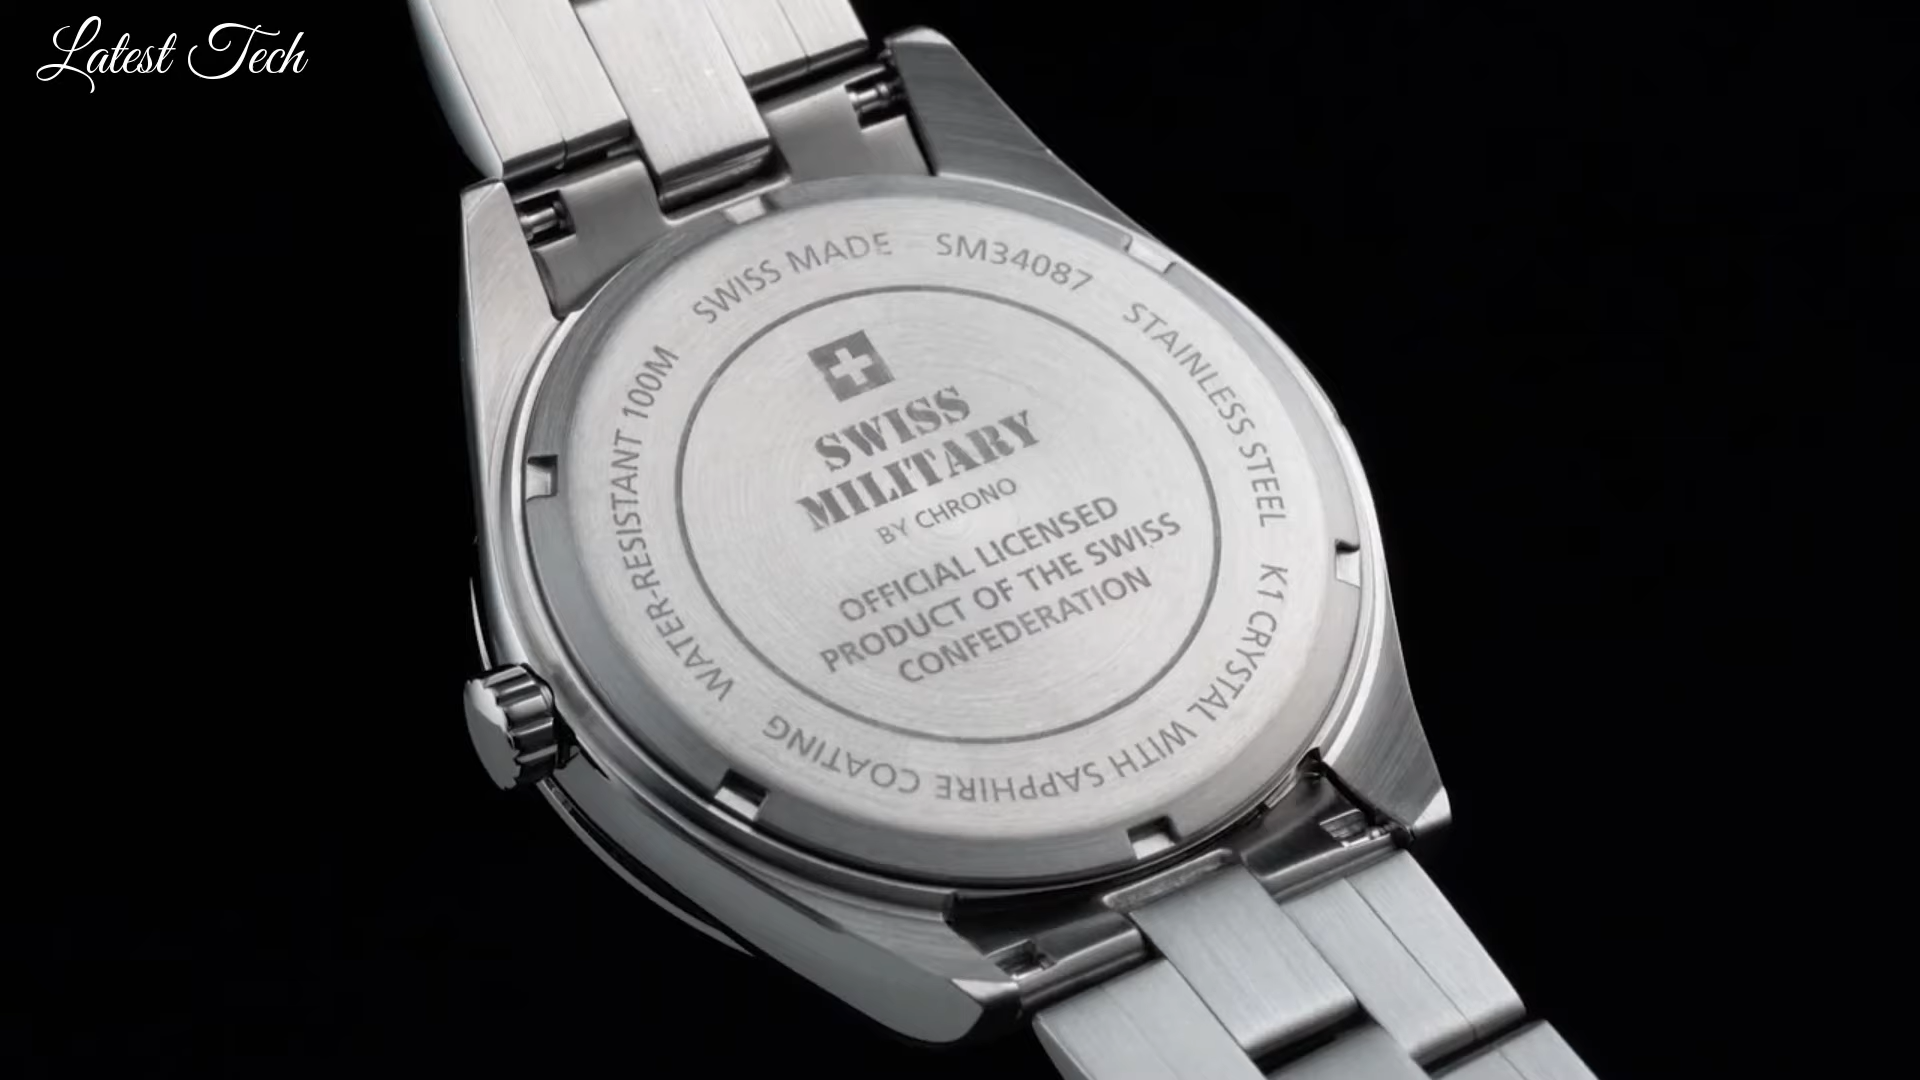 Latest Tech
SWISS MADE
SM34087
STAINLESS STEEL
K1 CRYSTAL WITH SAPPHIRE COATING
WATER-RESISTANT 100M
SWISS
MILITARY
BY CHRONO
OFFICIAL LICENSED
PRODUCT OF THE SWISS
CONFEDERATION